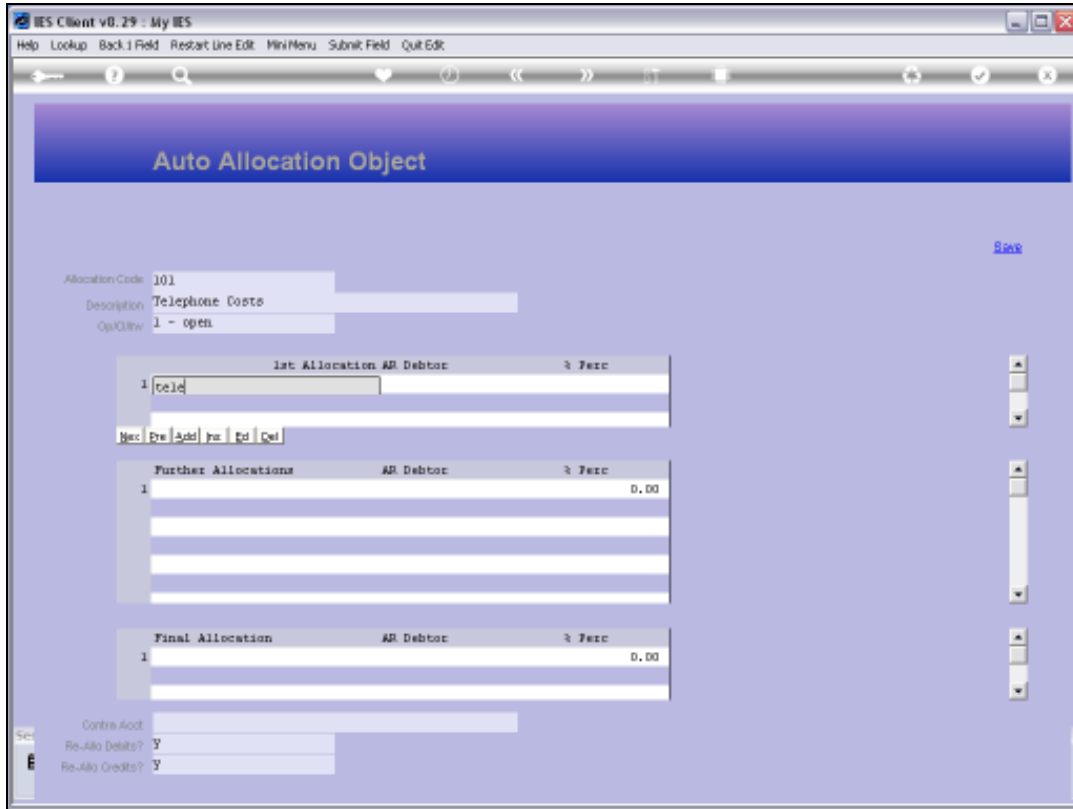 IES Client v8.29 : My IES
Help Lookup Back 1 Field Restart Line Edit MiniMenu Submit Field Quit Edit
Auto Allocation Object
Save
Allocation Code 101
Description Telephone Costs
Op/Cl/Inv 1 - open
1st Allocation AR Debtor % Perc
1 tele
Nex Pre Add Inx Ed Del
Further Allocations AR Debtor % Perc
1 0.00
Final Allocation AR Debtor % Perc
1 0.00
Contra Acct
Re-Allo Debits? Y
Re-Allo Credits? Y